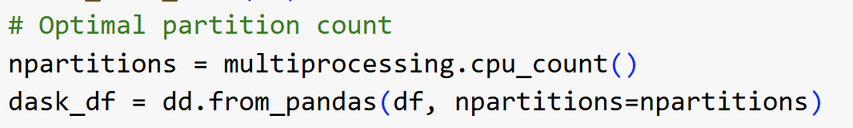 # Optimal partition count
npartitions = multiprocessing.cpu_count()
dask_df = dd.from_pandas(df, npartitions=npartitions)